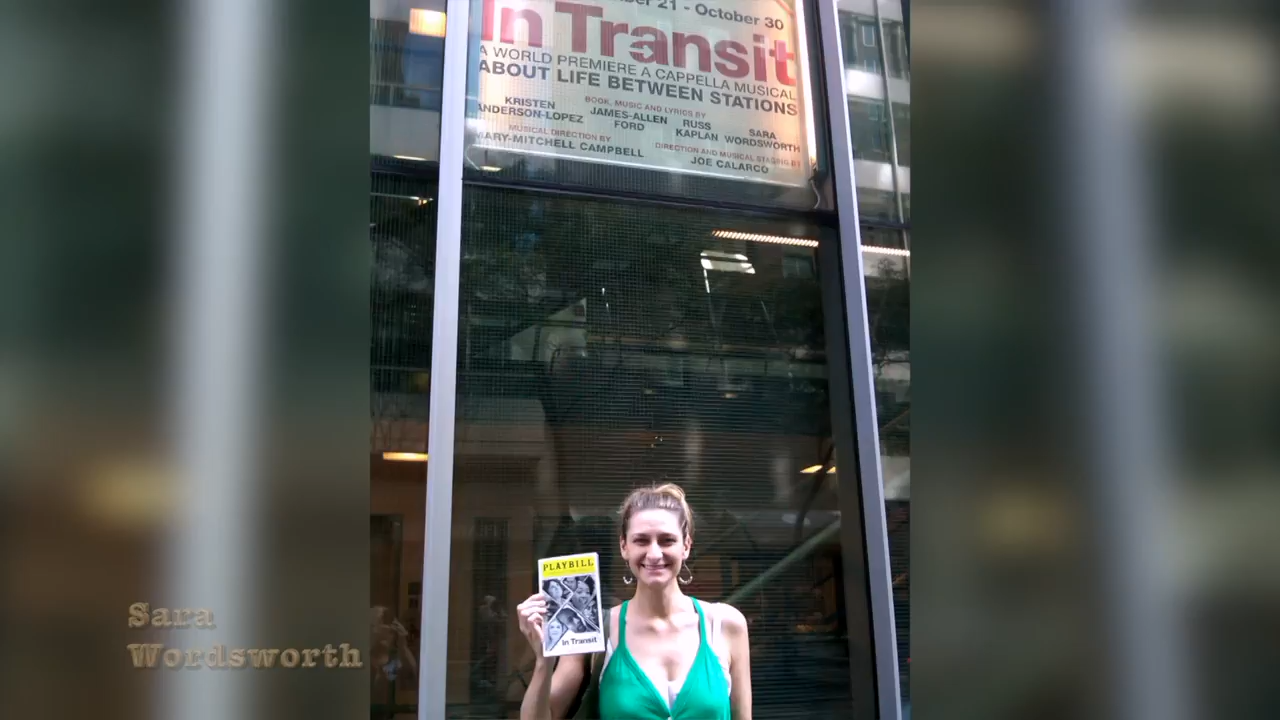 21 - October 30
In Transit
A WORLD PREMIERE A CAPPELLA MUSICAL
ABOUT LIFE BETWEEN STATIONS
BOOK, MUSIC AND LYRICS BY
KRISTEN ANDERSON-LOPEZ
JAMES-ALLEN FORD
RUSS KAPLAN
SARA WORDSWORTH
MUSICAL DIRECTION BY
MARY-MITCHELL CAMPBELL
DIRECTION AND MUSICAL STAGING BY
JOE CALARCO
PLAYBILL
In Transit
Sara
Wordsworth